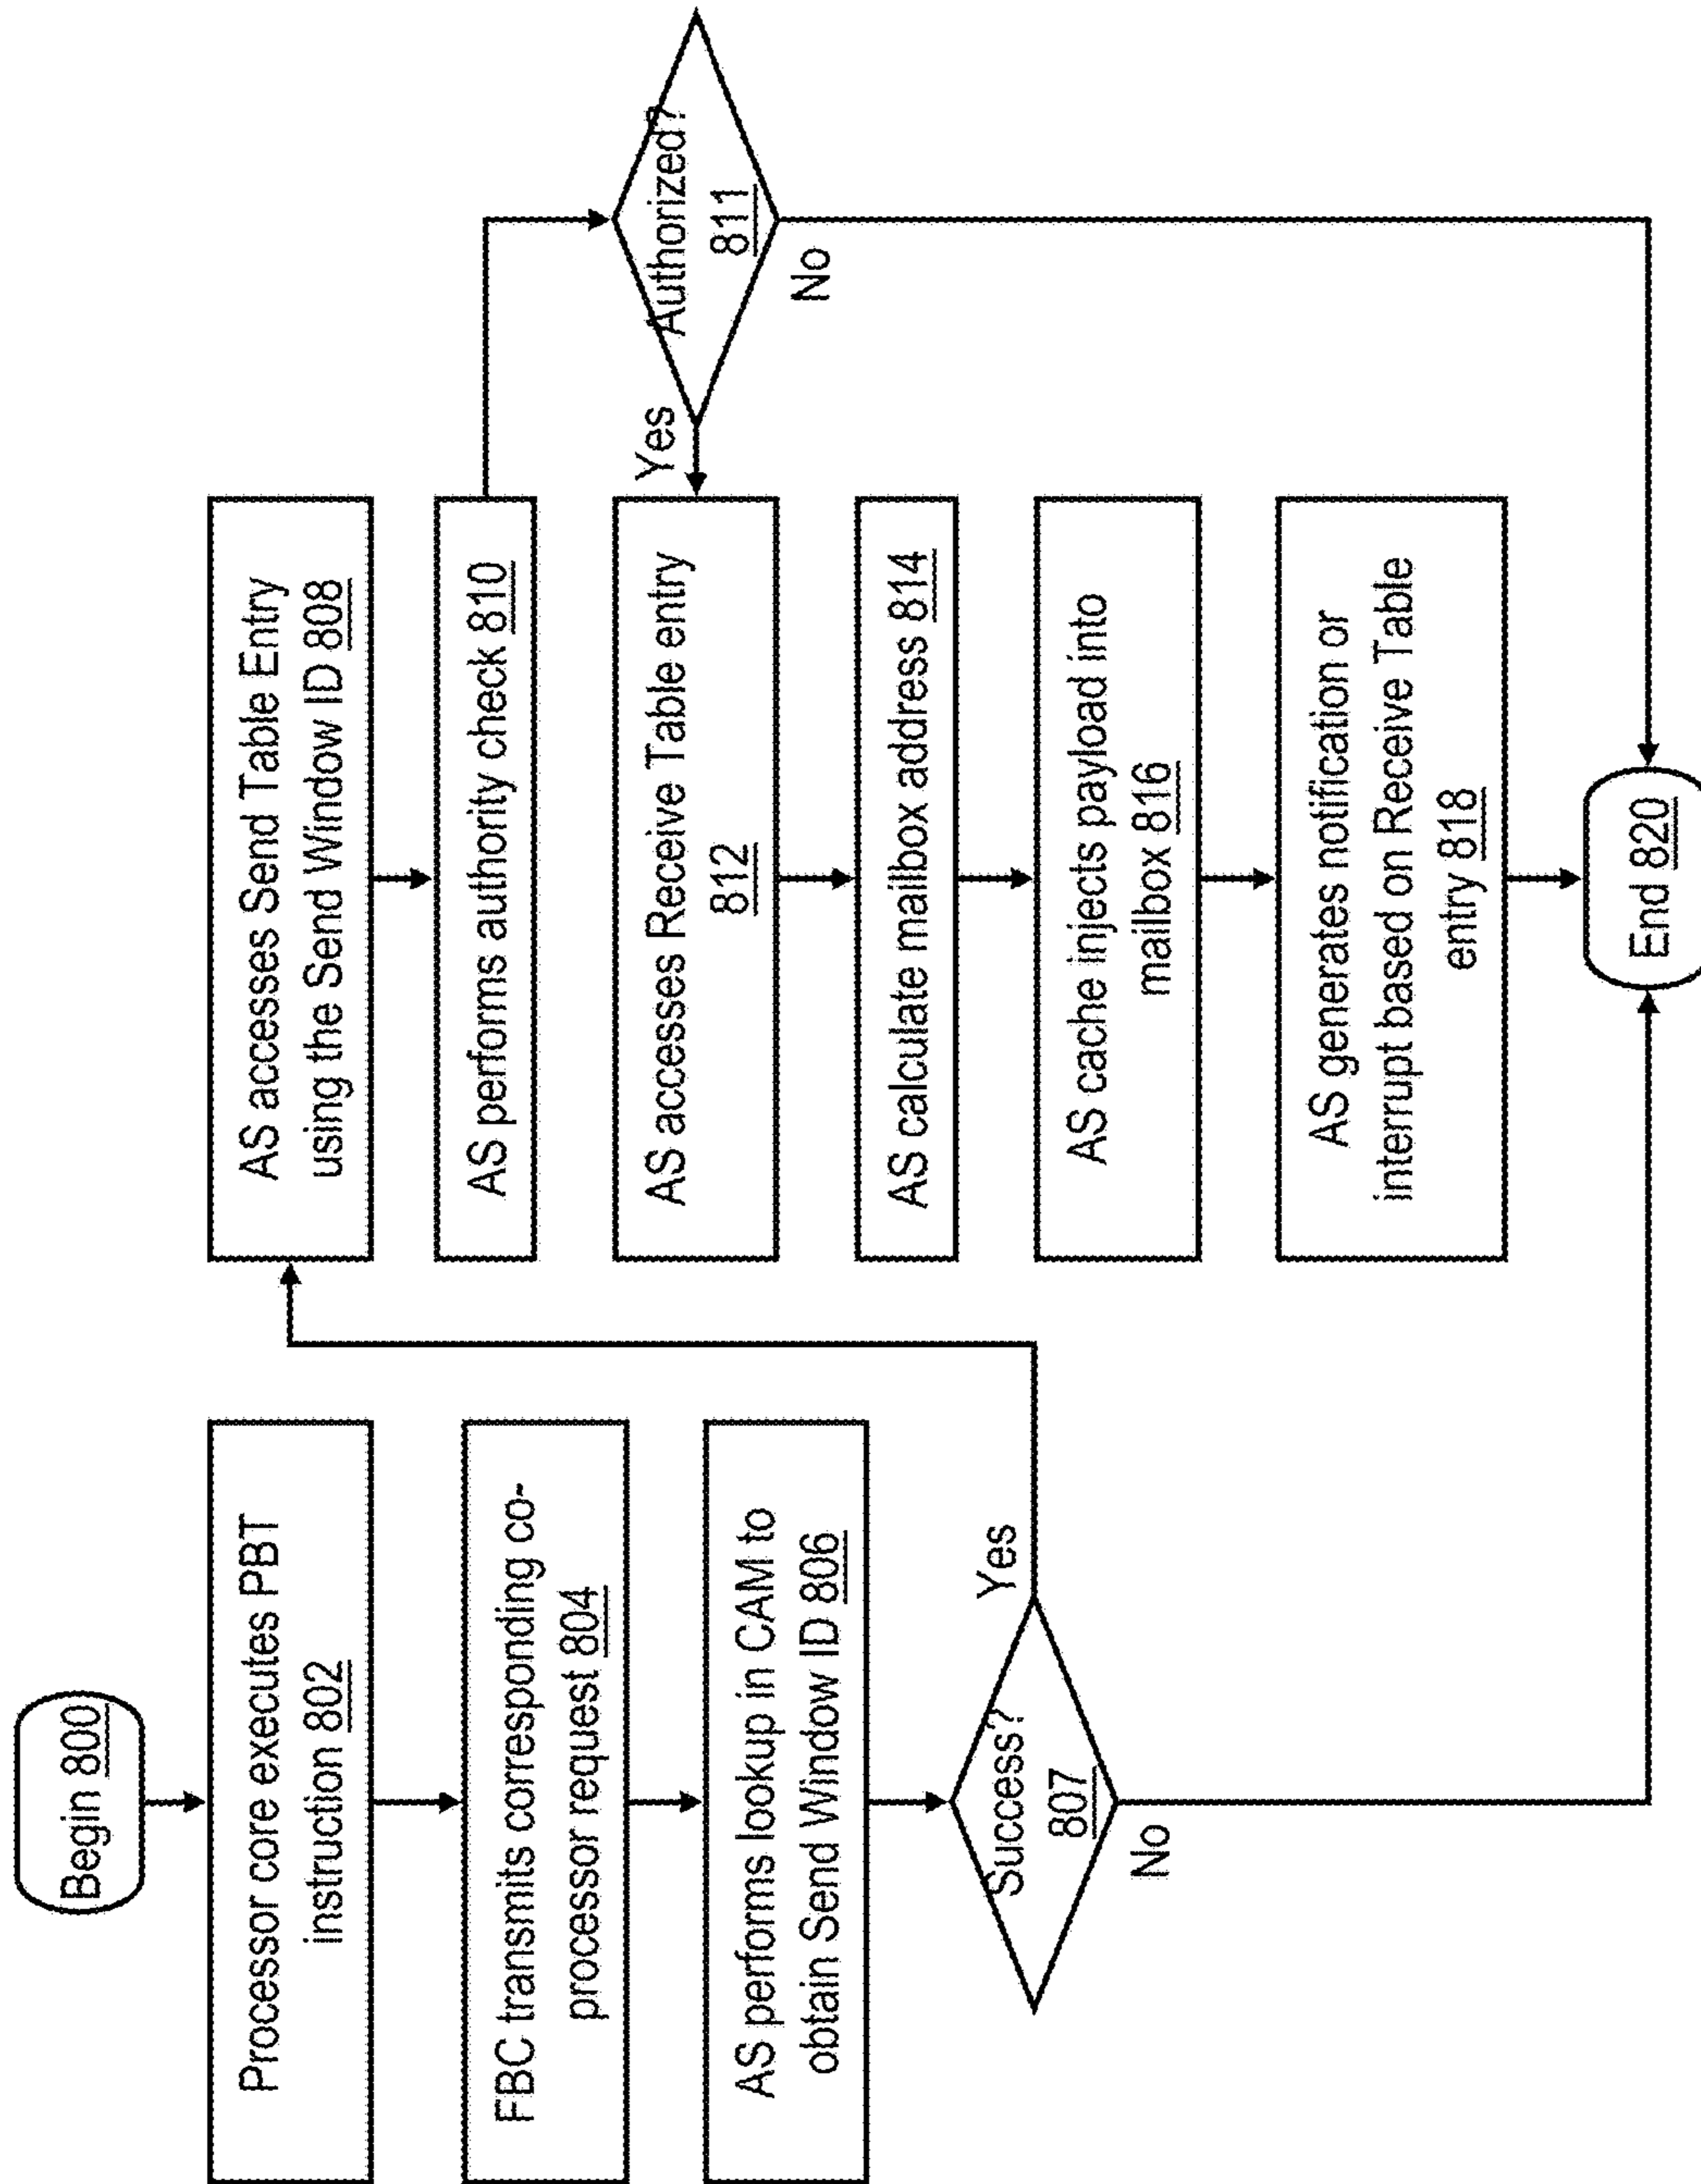 Begin 800
Processor core executes PBT
instruction 802
FBC transmits corresponding co-
processor request 804
AS performs lookup in CAM to
obtain Send Window ID 806
Success?
807
Yes
No
AS accesses Send Table Entry
using the Send Window ID 808
AS performs authority check 810
Authorized?
811
Yes
No
AS accesses Receive Table entry
812
AS calculate mailbox address 814
AS cache injects payload into
mailbox 816
AS generates notification or
interrupt based on Receive Table
entry 818
End 820